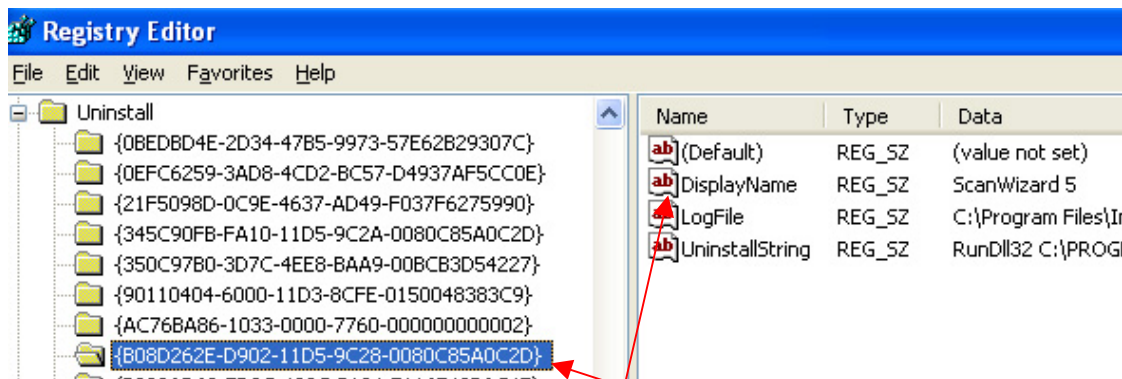 Registry Editor
File Edit View Favorites Help
Uninstall
{0BEDBD4E-2D34-47B5-9973-57E62B29307C}
{0EFC6259-3AD8-4CD2-BC57-D4937AF5CC0E}
{21F5098D-0C9E-4637-AD49-F037F6275990}
{345C90FB-FA10-11D5-9C2A-0080C85A0C2D}
{350C97B0-3D7C-4EE8-BAA9-00BCB3D54227}
{90110404-6000-11D3-8CFE-0150048383C9}
{AC76BA86-1033-0000-7760-000000000002}
{B08D262E-D902-11D5-9C28-0080C85A0C2D}
Name Type Data
(Default) REG_SZ (value not set)
DisplayName REG_SZ ScanWizard 5
LogFile REG_SZ C:\Program Files\I
UninstallString REG_SZ RunDll32 C:\PROG